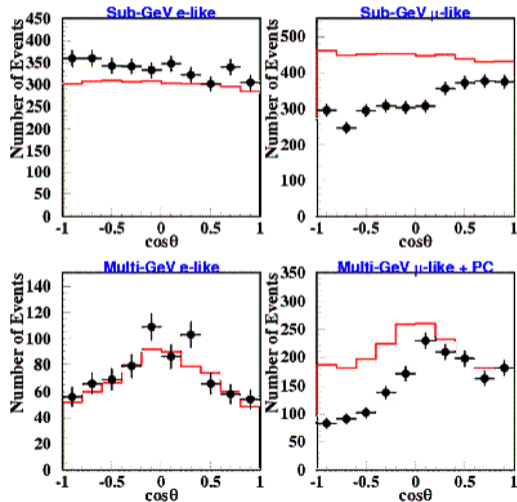 Sub-GeV e-like
Number of Events
450
400
350
300
250
200
150
100
50
0
-1 -0.5 0 0.5 1
cosθ
Sub-GeV μ-like
Number of Events
500
400
300
200
100
0
-1 -0.5 0 0.5 1
cosθ
Multi-GeV e-like
Number of Events
140
120
100
80
60
40
20
0
-1 -0.5 0 0.5 1
cosθ
Multi-GeV μ-like + PC
Number of Events
350
300
250
200
150
100
50
0
-1 -0.5 0 0.5 1
cosθ